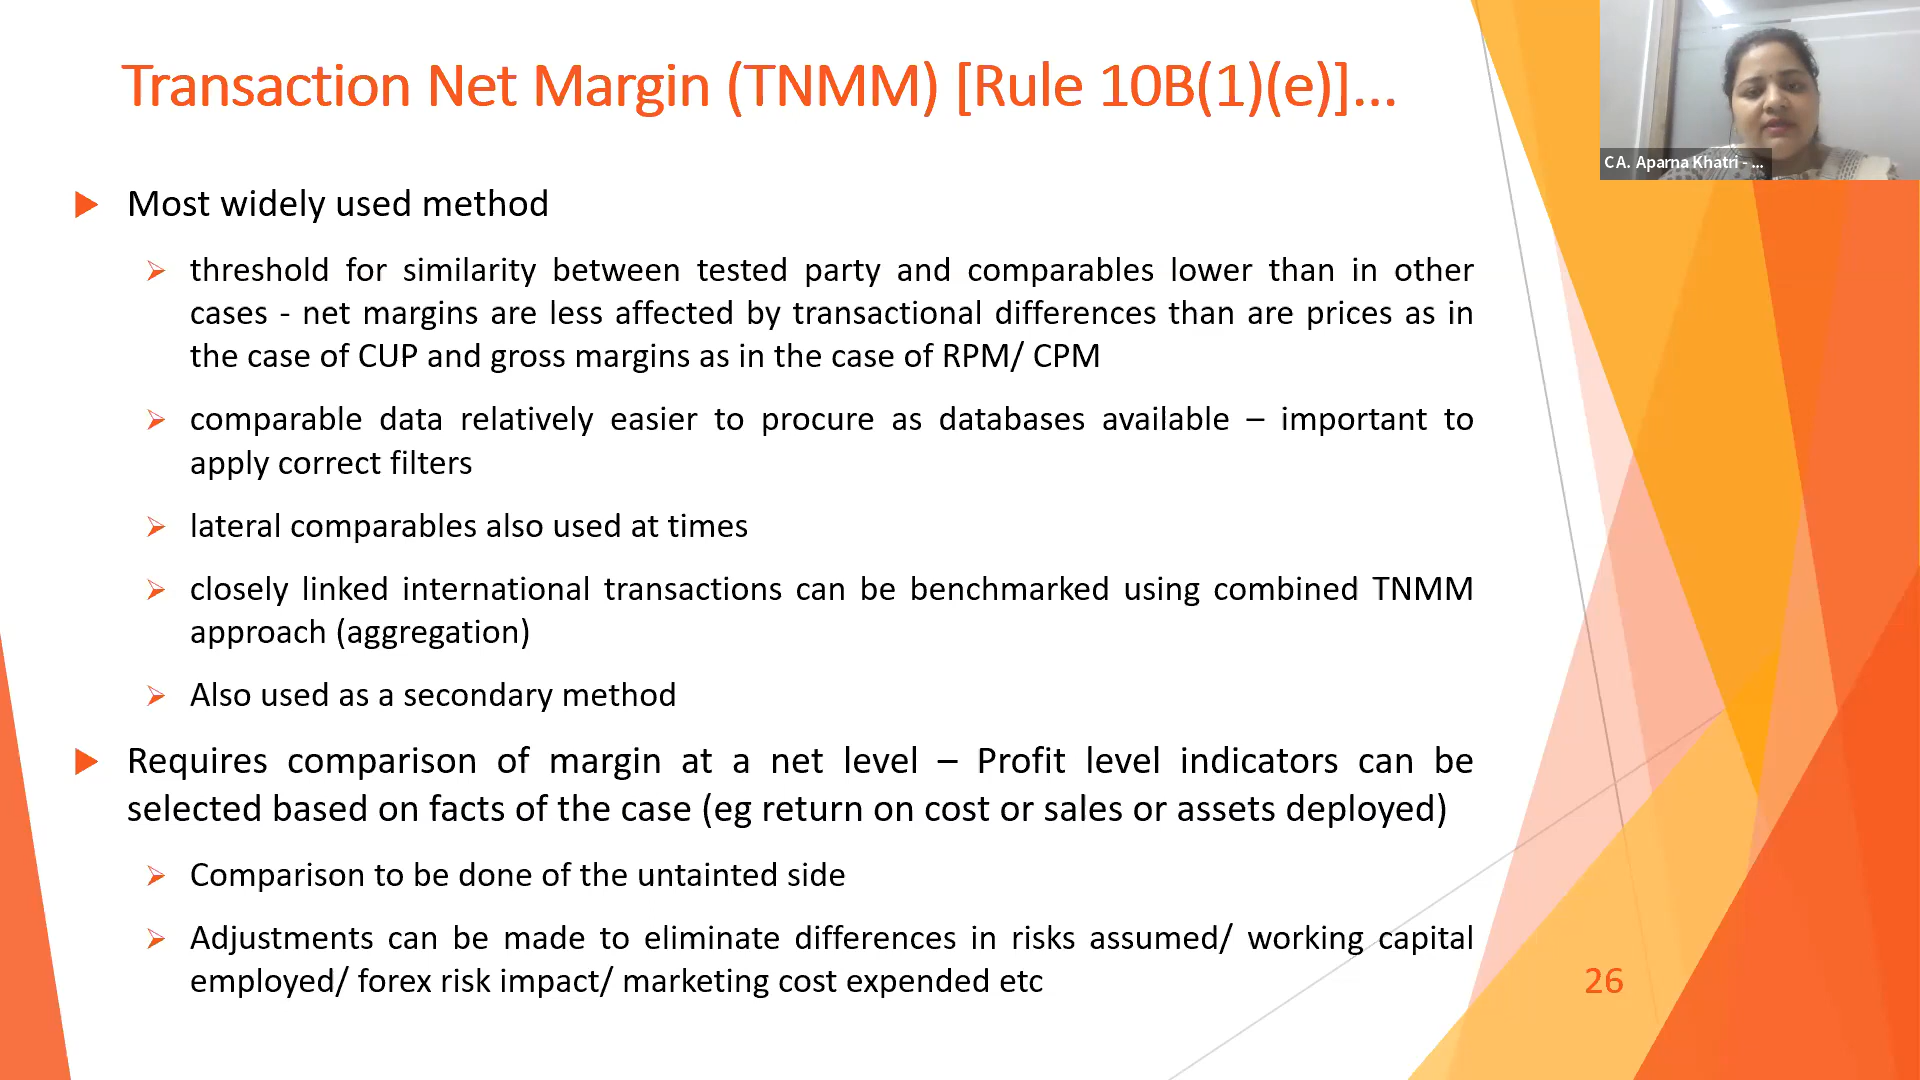 Transaction Net Margin (TNMM) [Rule 10B(1)(e)]...
CA. Aparna Khatri - ...
Most widely used method
threshold for similarity between tested party and comparables lower than in other
cases - net margins are less affected by transactional differences than are prices as in
the case of CUP and gross margins as in the case of RPM/ CPM
comparable data relatively easier to procure as databases available – important to
apply correct filters
lateral comparables also used at times
closely linked international transactions can be benchmarked using combined TNMM
approach (aggregation)
Also used as a secondary method
Requires comparison of margin at a net level – Profit level indicators can be
selected based on facts of the case (eg return on cost or sales or assets deployed)
Comparison to be done of the untainted side
Adjustments can be made to eliminate differences in risks assumed/ working capital
employed/ forex risk impact/ marketing cost expended etc
26